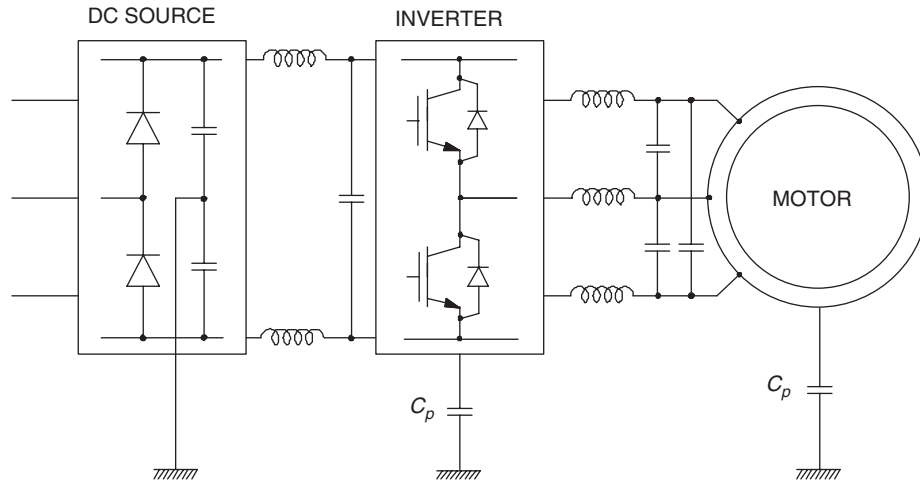 DC SOURCE
INVERTER
MOTOR
Cp
Cp